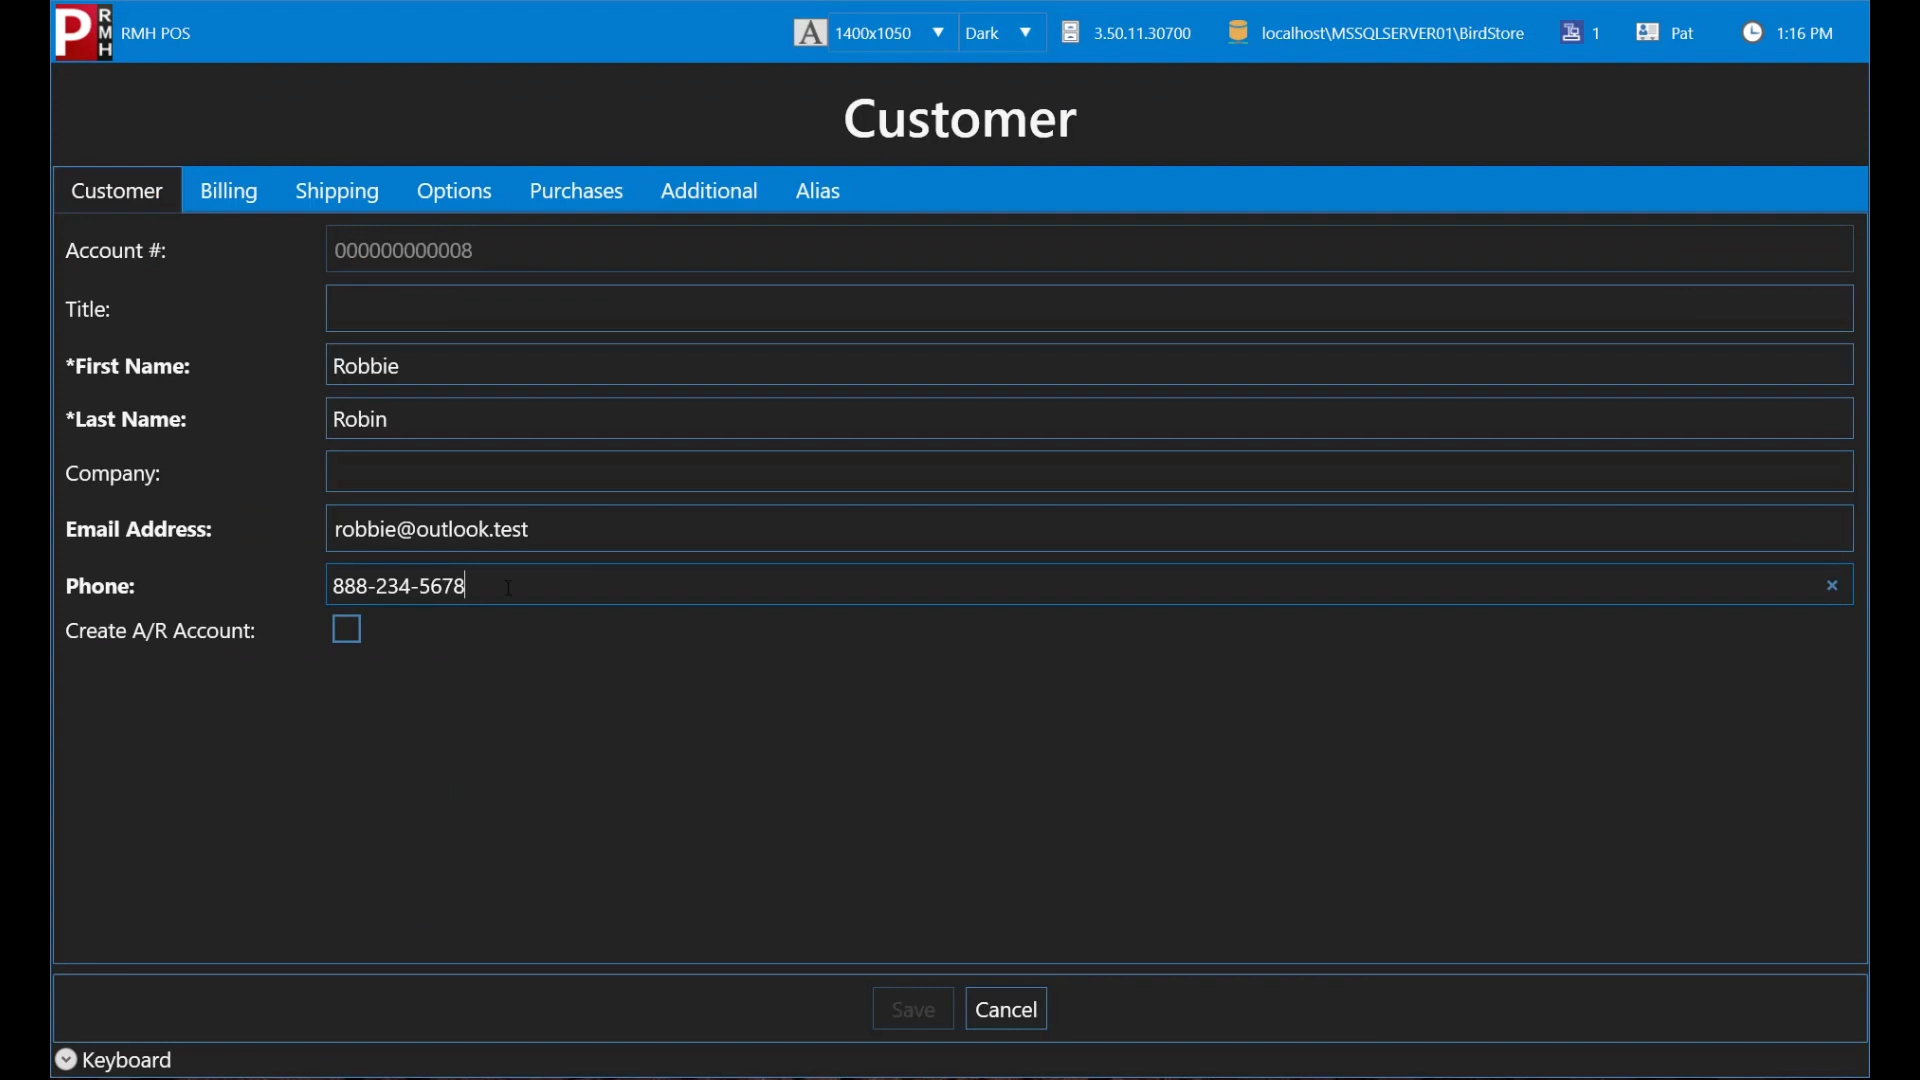 P RMH RMH POS A 1400x1050 Dark 3.50.11.30700 localhost\MSSQLSERVER01\BirdStore 1 Pat 1:16 PM
Customer
Customer Billing Shipping Options Purchases Additional Alias
Account #: 000000000008
Title:
*First Name: Robbie
*Last Name: Robin
Company:
Email Address: robbie@outlook.test
Phone: 888-234-5678
Create A/R Account:
Save Cancel
Keyboard